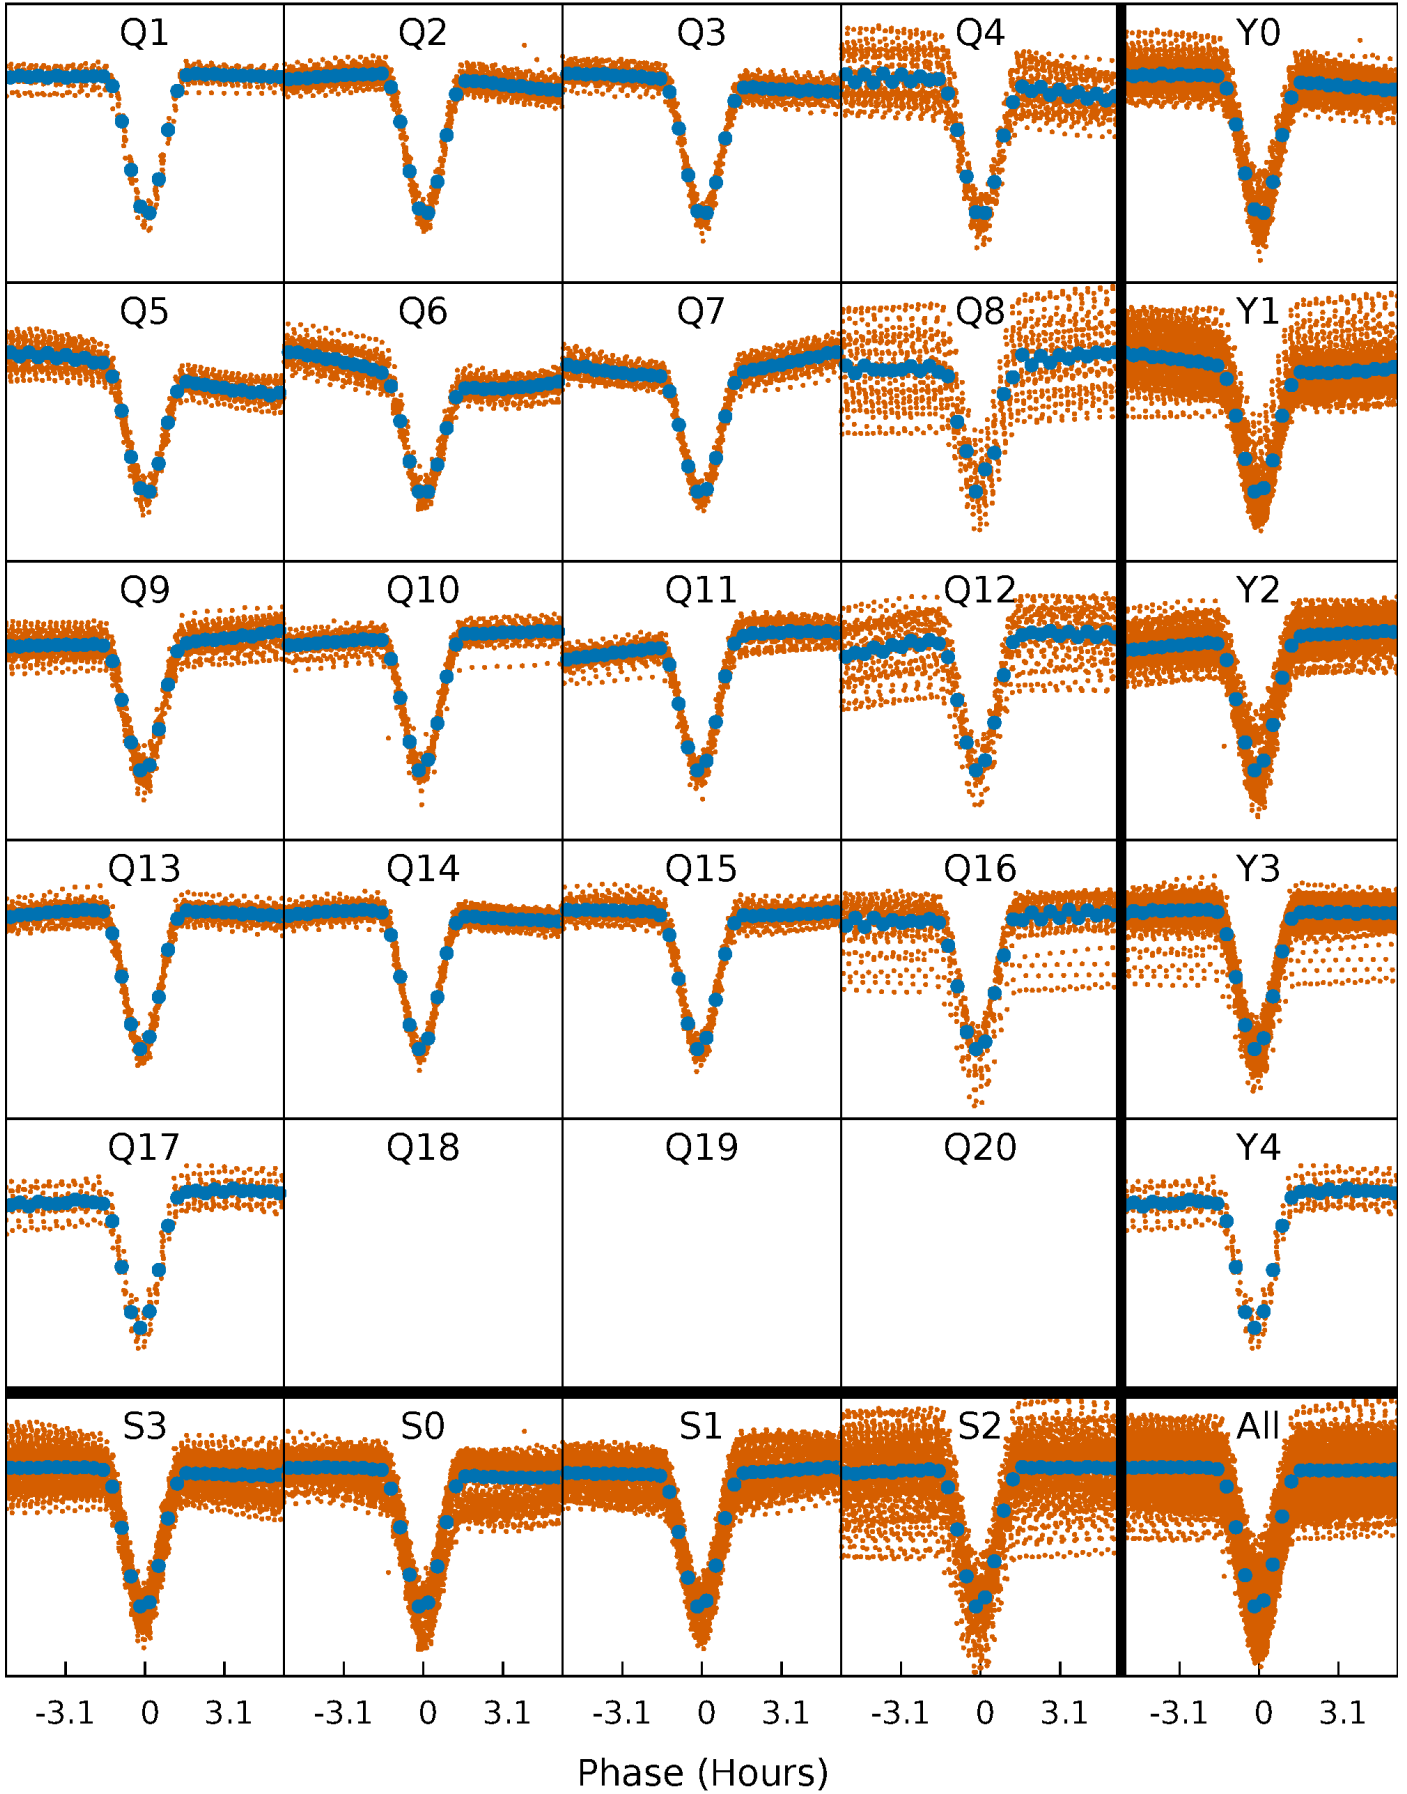 Q1 Q2 Q3 Q4 Y0
Q5 Q6 Q7 Q8 Y1
Q9 Q10 Q11 Q12 Y2
Q13 Q14 Q15 Q16 Y3
Q17 Q18 Q19 Q20 Y4
S3 S0 S1 S2 All
-3.1 0 3.1 -3.1 0 3.1 -3.1 0 3.1 -3.1 0 3.1 -3.1 0 3.1
Phase (Hours)